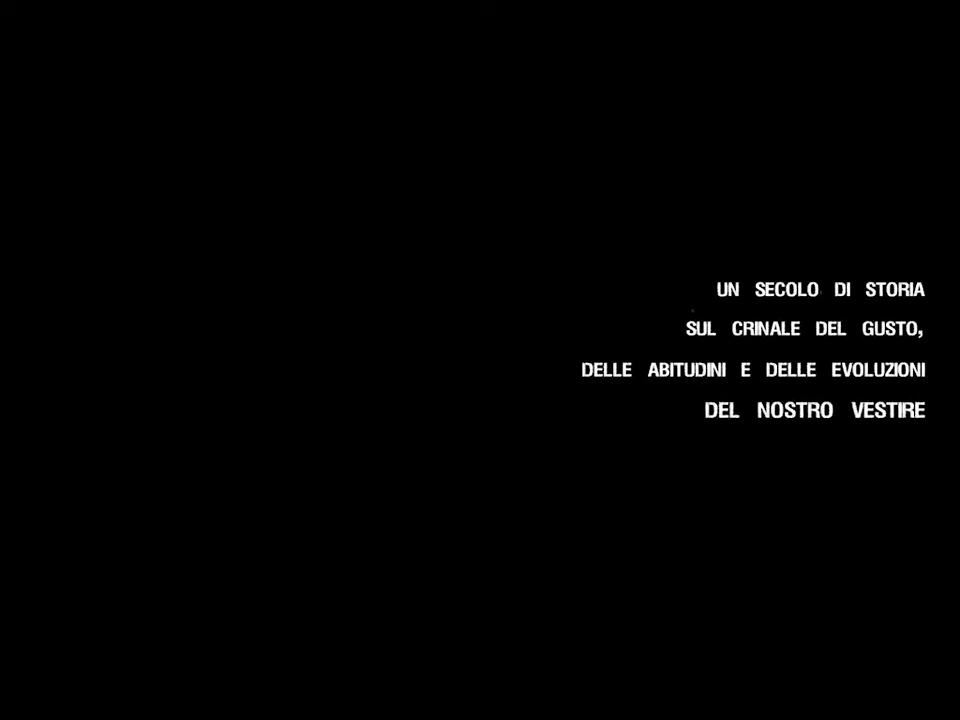 UN SECOLO DI STORIA
SUL CRINALE DEL GUSTO,
DELLE ABITUDINI E DELLE EVOLUZIONI
DEL NOSTRO VESTIRE